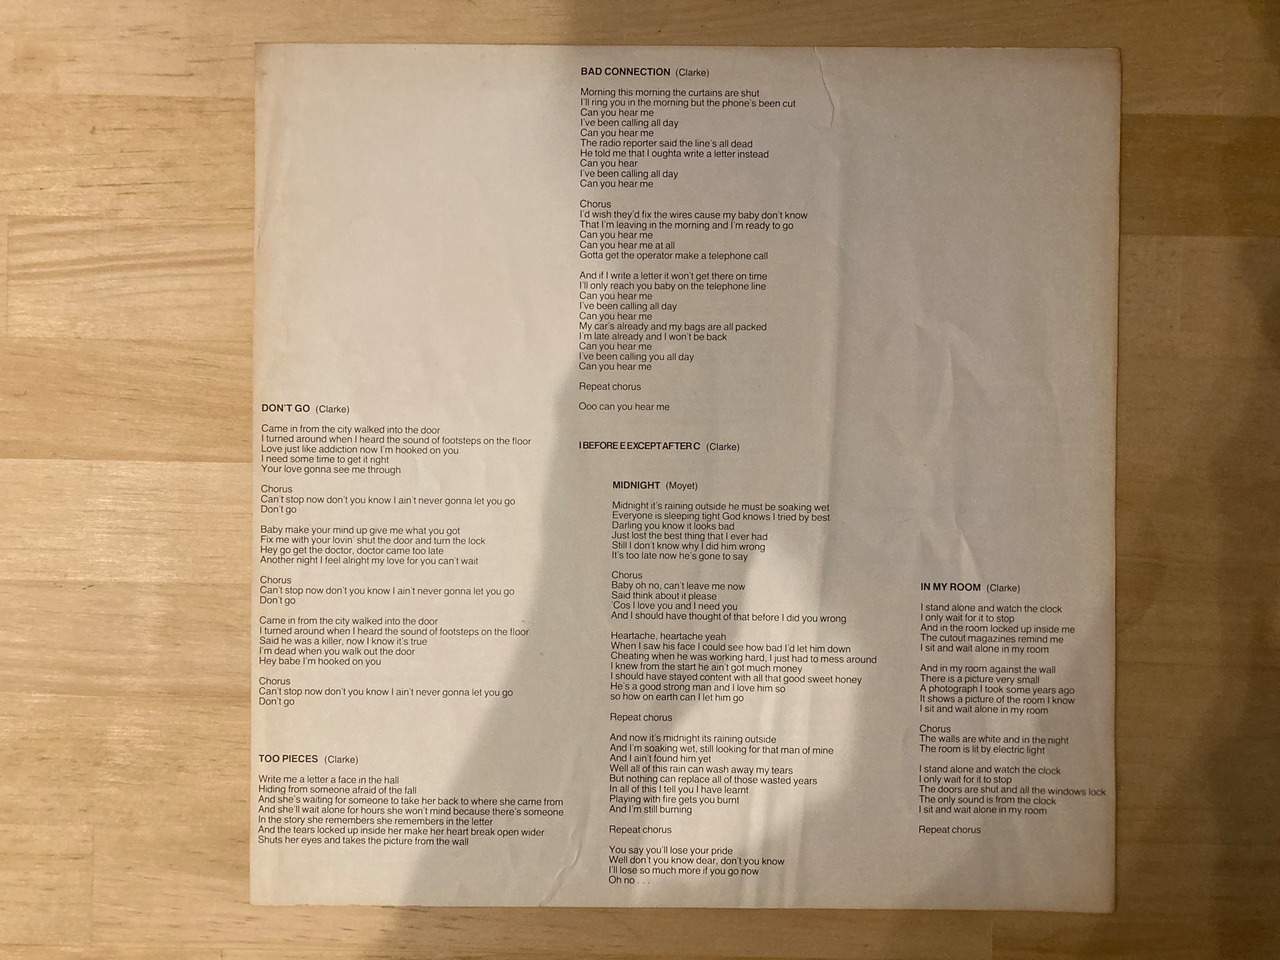 DON'T GO (Clarke)
Came in from the city walked into the door
I turned around when I heard the sound of footsteps on the floor
Love just like addiction now I'm hooked on you
I need some time to get it right
Your love gonna see me through
Chorus
Can't stop now don't you know I ain't never gonna let you go
Don't go
Baby make your mind up give me what you got
Fix me with your lovin' shut the door and turn the lock
Hey go get the doctor, doctor came too late
Another night I feel alright my love for you can't wait
Chorus
Can't stop now don't you know I ain't never gonna let you go
Don't go
Came in from the city walked into the door
I turned around when I heard the sound of footsteps on the floor
Said he was a killer, now I know it's true
I'm dead when you walk out the door
Hey babe I'm hooked on you
Chorus
Can't stop now don't you know I ain't never gonna let you go
Don't go
TOO PIECES (Clarke)
Write me a letter a face in the hall
Hiding from someone afraid of the fall
And she's waiting for someone to take her back to where she came from
And she'll wait alone for hours she won't mind because there's someone
In the story she remembers she remembers in the letter
And the tears locked up inside her make her heart break open wider
Shuts her eyes and takes the picture from the wall
BAD CONNECTION (Clarke)
Morning this morning the curtains are shut
I'll ring you in the morning but the phone's been cut
Can you hear me
I've been calling all day
Can you hear me
The radio reporter said the line's all dead
He told me that I oughta write a letter instead
Can you hear
I've been calling all day
Can you hear me
Chorus
I'd wish they'd fix the wires cause my baby don't know
That I'm leaving in the morning and I'm ready to go
Can you hear me
Can you hear me at all
Gotta get the operator make a telephone call
And if I write a letter it won't get there on time
I'll only reach you baby on the telephone line
Can you hear me
I've been calling all day
Can you hear me
My car's already and my bags are all packed
I'm late already and I won't be back
Can you hear me
I've been calling you all day
Can you hear me
Repeat chorus
Ooo can you hear me
I BEFORE E EXCEPT AFTER C (Clarke)
MIDNIGHT (Moyet)
Midnight it's raining outside he must be soaking wet
Everyone is sleeping tight God knows I tried by best
Darling you know it looks bad
Just lost the best thing that I ever had
Still I don't know why I did him wrong
It's too late now he's gone to say
Chorus
Baby oh no, can't leave me now
Said think about it please
'Cos I love you and I need you
And I should have thought of that before I did you wrong
Heartache, heartache yeah
When I saw his face I could see how bad I'd let him down
Cheating when he was working hard, I just had to mess around
I knew from the start he ain't got much money
I should have stayed content with all that good sweet honey
He's a good strong man and I love him so
so how on earth can I let him go
Repeat chorus
And now it's midnight its raining outside
And I'm soaking wet, still looking for that man of mine
And I ain't found him yet
Well all of this rain can wash away my tears
But nothing can replace all of those wasted years
In all of this I tell you I have learnt
Playing with fire gets you burnt
And I'm still burning
Repeat chorus
You say you'll lose your pride
Well don't you know dear, don't you know
I'll lose so much more if you go now
Oh no . . .
IN MY ROOM (Clarke)
I stand alone and watch the clock
I only wait for it to stop
And in the room locked up inside me
The cutout magazines remind me
I sit and wait alone in my room
And in my room against the wall
There is a picture very small
A photograph I took some years ago
It shows a picture of the room I know
I sit and wait alone in my room
Chorus
The walls are white and in the night
The room is lit by electric light
I stand alone and watch the clock
I only wait for it to stop
The doors are shut and all the windows lock
The only sound is from the clock
I sit and wait alone in my room
Repeat chorus